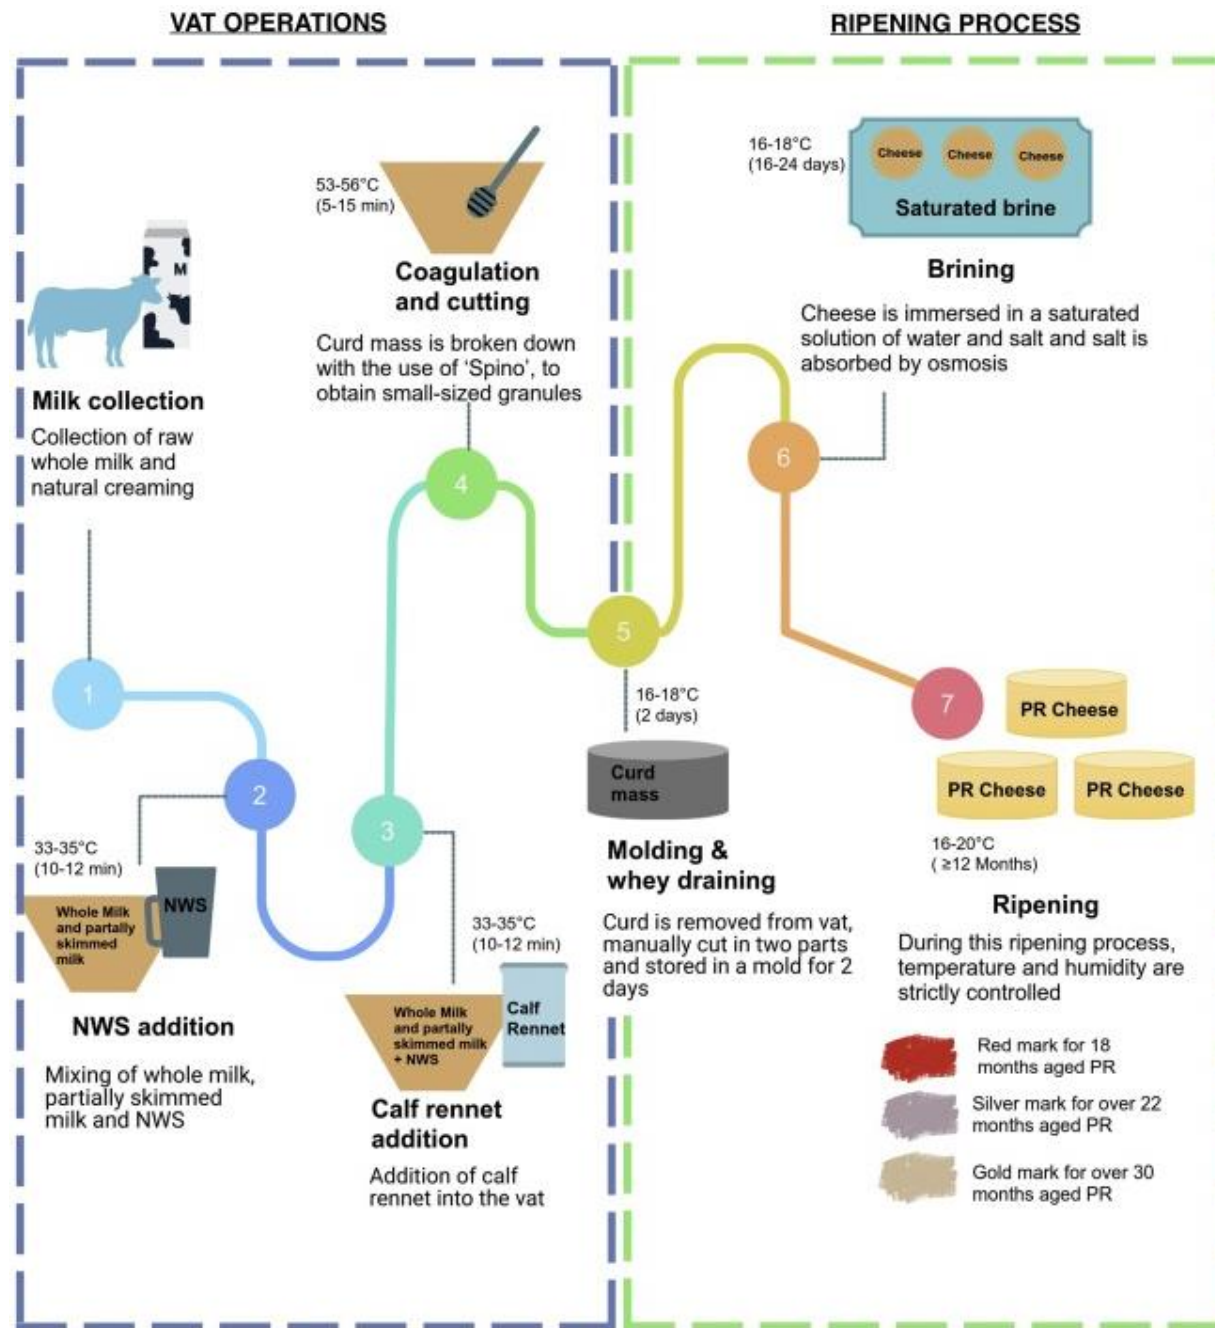 VAT OPERATIONS
RIPENING PROCESS
M
Milk collection
Collection of raw
whole milk and
natural creaming
1
2
33-35°C
(10-12 min)
NWS
Whole Milk
and partially
skimmed
milk
NWS addition
Mixing of whole milk,
partially skimmed
milk and NWS
3
33-35°C
(10-12 min)
Whole Milk
and partially
skimmed milk
+ NWS
Calf
Rennet
Calf rennet
addition
Addition of calf
rennet into the vat
53-56°C
(5-15 min)
Coagulation
and cutting
Curd mass is broken down
with the use of ‘Spino’, to
obtain small-sized granules
4
5
16-18°C
(2 days)
Curd
mass
Molding &
whey draining
Curd is removed from vat,
manually cut in two parts
and stored in a mold for 2
days
16-18°C
(16-24 days)
Cheese
Cheese
Cheese
Saturated brine
Brining
Cheese is immersed in a saturated
solution of water and salt and salt is
absorbed by osmosis
6
7
PR Cheese
PR Cheese
PR Cheese
16-20°C
( ≥12 Months)
Ripening
During this ripening process,
temperature and humidity are
strictly controlled
Red mark for 18
months aged PR
Silver mark for over 22
months aged PR
Gold mark for over 30
months aged PR